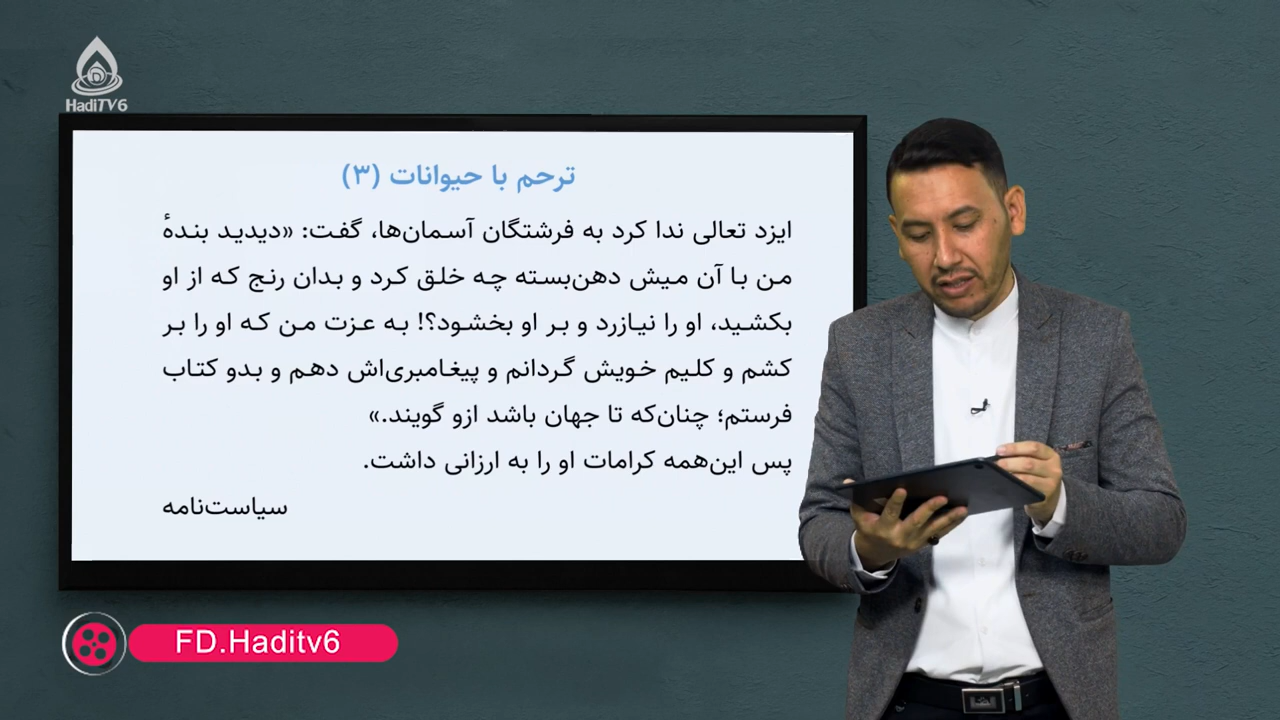 HadiTV6
ترحم با حیوانات (۳)
ایزد تعالی ندا کرد به فرشتگان آسمان‌ها، گفت: «دیدید بندهٔ
من با آن میش دهن‌بسته چه خلق کرد و بدان رنج که از او
بکشید، او را نیازرد و بر او بخشود؟! به عزت من که او را بر
کشم و کلیم خویش گردانم و پیغامبری‌اش دهم و بدو کتاب
فرستم؛ چنان‌که تا جهان باشد ازو گویند.»
پس این‌همه کرامات او را به ارزانی داشت.
سیاست‌نامه
FD.Haditv6